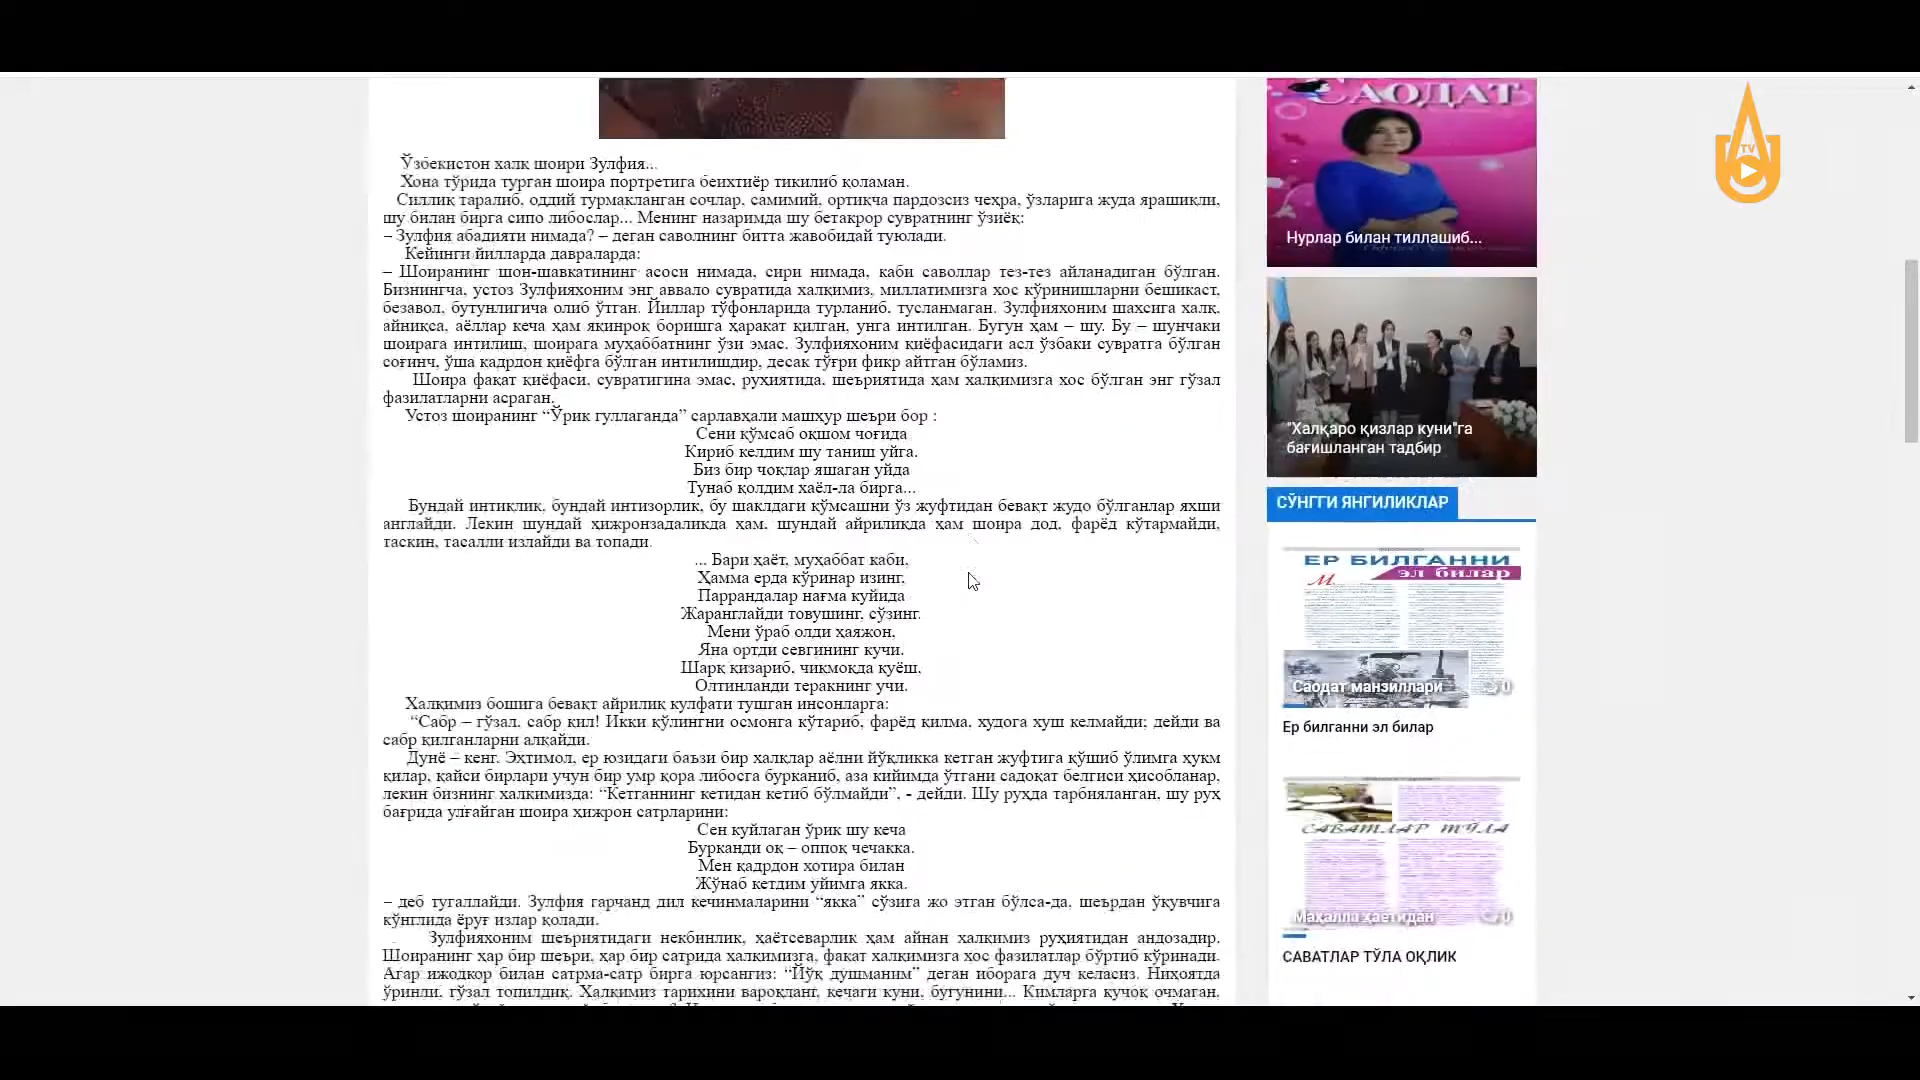 Ўзбекистон халқ шоири Зулфия...
Хона тўрида турган шоира портретига беихтиёр тикилиб қоламан.
Силлиқ таралиб, оддий турмакланган сочлар, самимий, ортиқча пардозсиз чеҳра, ўзларига жуда ярашиқли,
шу билан бирга сипо либослар... Менинг назаримда шу бетакрор сувратнинг ўзиёқ:
– Зулфия абадияти нимада? – деган саволнинг битта жавобидай туюлади.
Кейинги йилларда давраларда:
– Шоиранинг шон-шавкатининг асоси нимада, сири нимада, каби саволлар тез-тез айланадиган бўлган.
Бизнингча, устоз Зулфияхоним энг аввало сувратида халқимиз, миллатимизга хос кўринишларни бешикаст,
безавол, бутунлигича олиб ўтган. Йиллар тўфонларида турланиб, тусланмаган. Зулфияхоним шахсига халқ,
айниқса, аёллар кеча ҳам яқинроқ боришга ҳаракат қилган, унга интилган. Бугун ҳам – шу. Бу – шунчаки
шоирага интилиш, шоирага муҳаббатнинг ўзи эмас. Зулфияхоним қиёфасидаги асл ўзбаки сувратга бўлган
соғинч, ўша қадрдон қиёфга бўлган интилишдир, десак тўғри фикр айтган бўламиз.
Шоира фақат қиёфаси, сувратигина эмас, руҳиятида, шеъриятида ҳам халқимизга хос бўлган энг гўзал
фазилатларни асраган.
Устоз шоиранинг “Ўрик гуллаганда” сарлавҳали машҳур шеъри бор :
Сени қўмсаб оқшом чоғида
Кириб келдим шу таниш уйга.
Биз бир чоқлар яшаган уйда
Тунаб қолдим хаёл-ла бирга...
Бундай интиқлик, бундай интизорлик, бу шаклдаги қўмсашни ўз жуфтидан бевақт жудо бўлганлар яхши
англайди. Лекин шундай ҳижронзадаликда ҳам, шундай айрилиқда ҳам шоира дод, фарёд кўтармайди,
таскин, тасалли излайди ва топади.
... Бари ҳаёт, муҳаббат каби,
Ҳамма ерда кўринар изинг,
Паррандалар нағма куйида
Жаранглайди товушинг, сўзинг.
Мени ўраб олди ҳаяжон,
Яна ортди севгининг кучи.
Шарқ қизариб, чиқмоқда қуёш,
Олтинланди теракнинг учи.
Халқимиз бошига бевақт айрилиқ кулфати тушган инсонларга:
“Сабр – гўзал, сабр қил! Икки қўлингни осмонга кўтариб, фарёд қилма, худога хуш келмайди; дейди ва
сабр қилганларни алқайди.
Дунё – кенг. Эҳтимол, ер юзидаги баъзи бир халқлар аёлни йўқликка кетган жуфтига қўшиб ўлимга ҳукм
қилар, қайси бирлари учун бир умр қора либосга бурканиб, аза кийимда ўтгани садоқат белгиси ҳисобланар,
лекин бизнинг халқимизда: “Кетганнинг кетидан кетиб бўлмайди”, - дейди. Шу руҳда тарбияланган, шу руҳ
бағрида улғайган шоира ҳижрон сатрларини:
Сен куйлаган ўрик шу кеча
Бурканди оқ – оппоқ чечакка.
Мен қадрдон хотира билан
Жўнаб кетдим уйимга якка.
– деб тугаллайди. Зулфия гарчанд дил кечинмаларини “якка” сўзига жо этган бўлса-да, шеърдан ўқувчига
кўнглида ёруғ излар қолади.
Зулфияхоним шеъриятидаги некбинлик, ҳаётсеварлик ҳам айнан халқимиз руҳиятидан андозадир.
Шоиранинг ҳар бир шеъри, ҳар бир сатрида халқимизга, фақат халқимизга хос фазилатлар бўртиб кўринади.
Агар ижодкор билан сатрма-сатр бирга юрсангиз: “Йўқ душманим” деган иборага дуч келасиз. Ниҳоятда
ўринли, гўзал топилдиқ. Халқимиз тарихини вароқланг, кечаги куни, бугунини... Кимларга қучоқ очмаган,
САОДАТ
Нурлар билан тиллашиб...
"Халқаро қизлар куни"га
бағишланган тадбир
СЎНГГИ ЯНГИЛИКЛАР
ЕР БИЛГАННИ
эл билар
Саодат манзиллари
0
Ер билганни эл билар
САВАТЛАР ТЎЛА
Маҳалла ҳаётидан
0
САВАТЛАР ТЎЛА ОҚЛИК
TV